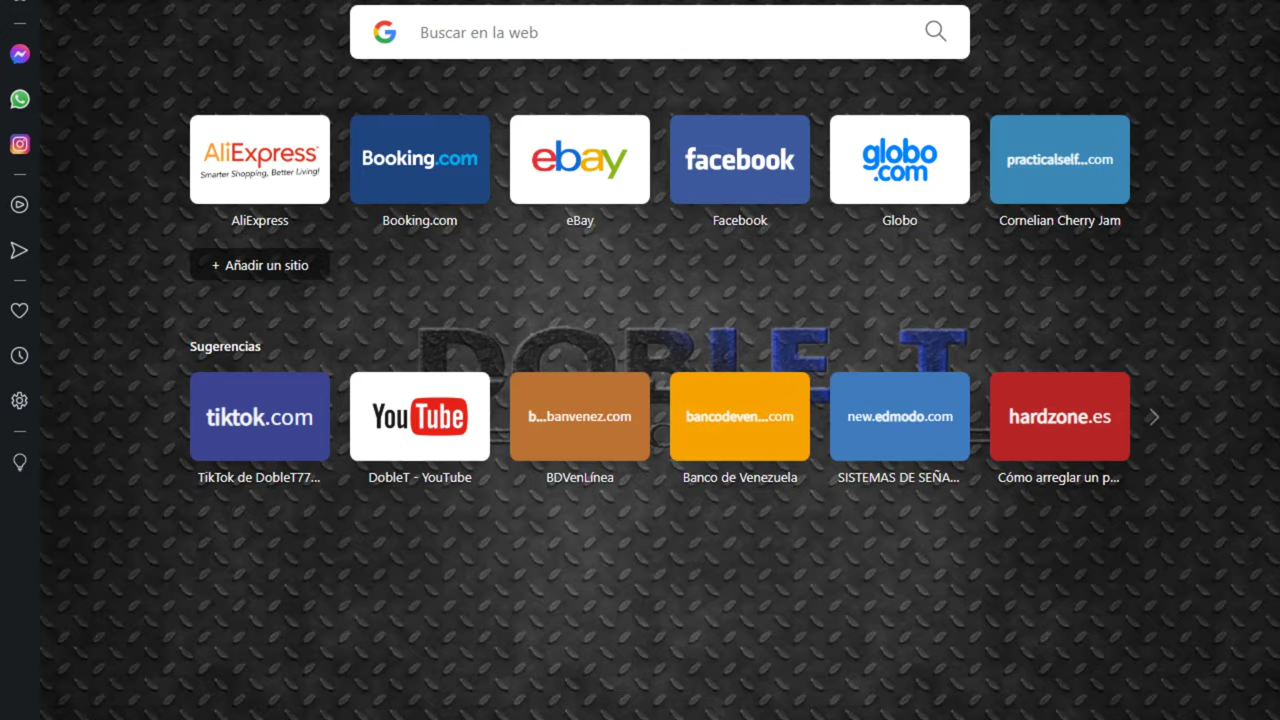 Buscar en la web
AliExpress
Smarter Shopping, Better Living!
Booking.com
ebay
facebook
globo
.com
practicalself...com
AliExpress
Booking.com
eBay
Facebook
Globo
Cornelian Cherry Jam
+ Añadir un sitio
DOBLE T
Sugerencias
tiktok.com
YouTube
b...banvenez.com
bancodeven...com
new.edmodo.com
hardzone.es
TikTok de DobleT77...
DobleT - YouTube
BDVenLínea
Banco de Venezuela
SISTEMAS DE SEÑA...
Cómo arreglar un p...